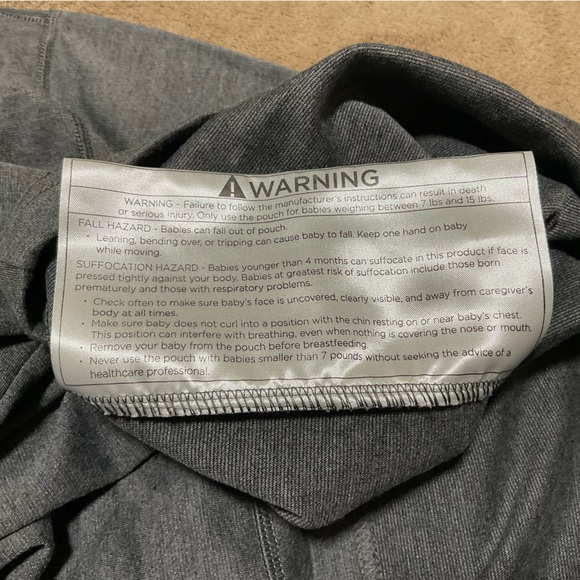 WARNING
WARNING - Failure to follow the manufacturer's instructions can result in death
or serious injury. Only use the pouch for babies weighing between 7 lbs and 15 lbs.
FALL HAZARD - Babies can fall out of pouch.
• Leaning, bending over, or tripping can cause baby to fall. Keep one hand on baby
while moving.
SUFFOCATION HAZARD - Babies younger than 4 months can suffocate in this product if face is
pressed tightly against your body. Babies at greatest risk of suffocation include those born
prematurely and those with respiratory problems.
• Check often to make sure baby's face is uncovered, clearly visible, and away from caregiver's
body at all times.
• Make sure baby does not curl into a position with the chin resting on or near baby's chest.
This position can interfere with breathing, even when nothing is covering the nose or mouth.
• Remove your baby from the pouch before breastfeeding.
• Never use the pouch with babies smaller than 7 pounds without seeking the advice of a
healthcare professional.